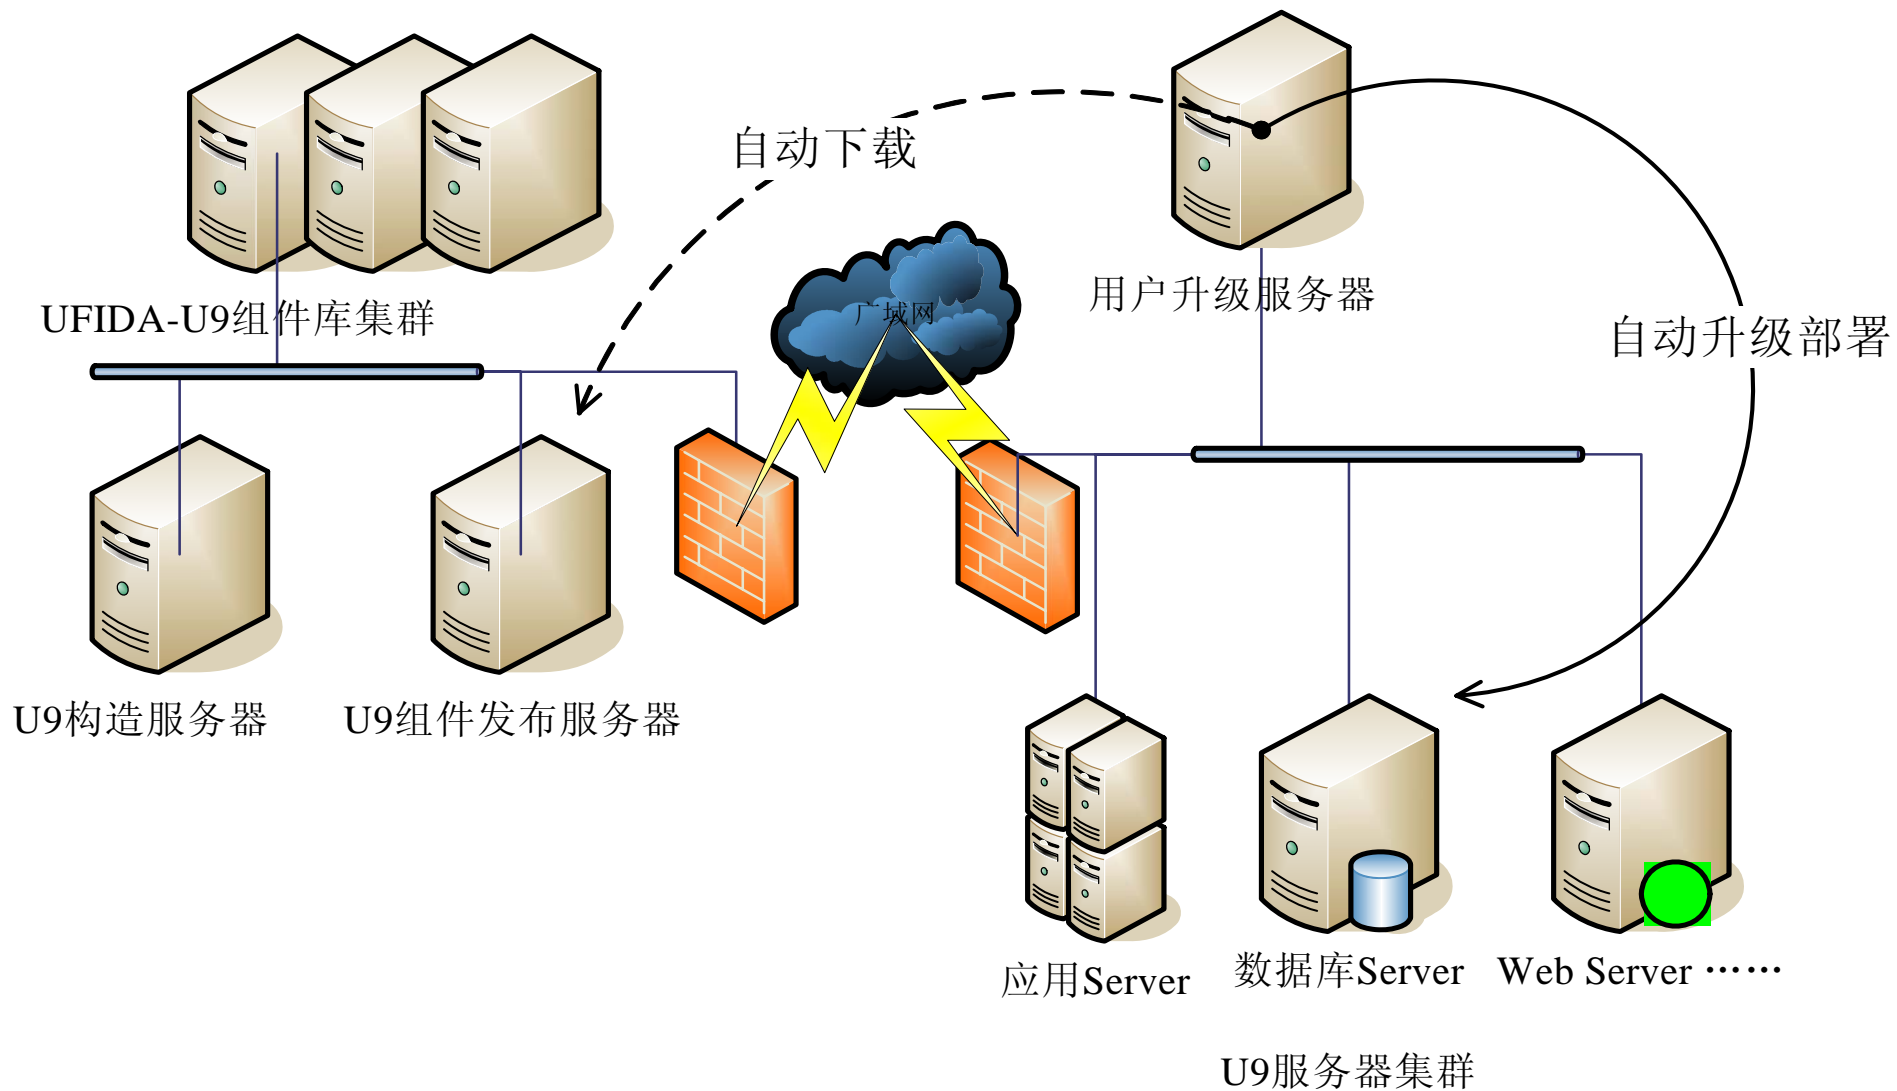 自动下载
UFIDA-U9组件库集群
广域网
用户升级服务器
自动升级部署
U9构造服务器
U9组件发布服务器
应用Server
数据库Server
Web Server ……
U9服务器集群